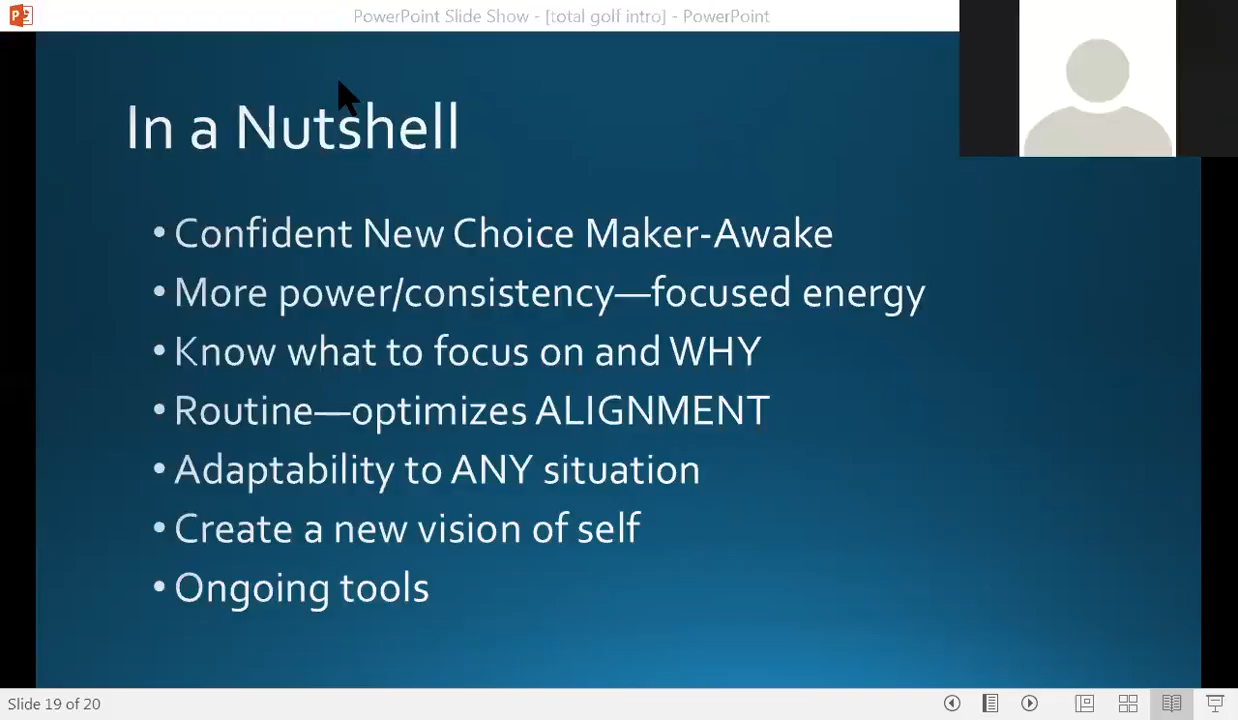 PowerPoint Slide Show - [total golf intro] - PowerPoint
In a Nutshell
• Confident New Choice Maker-Awake
• More power/consistency—focused energy
• Know what to focus on and WHY
• Routine—optimizes ALIGNMENT
• Adaptability to ANY situation
• Create a new vision of self
• Ongoing tools
Slide 19 of 20